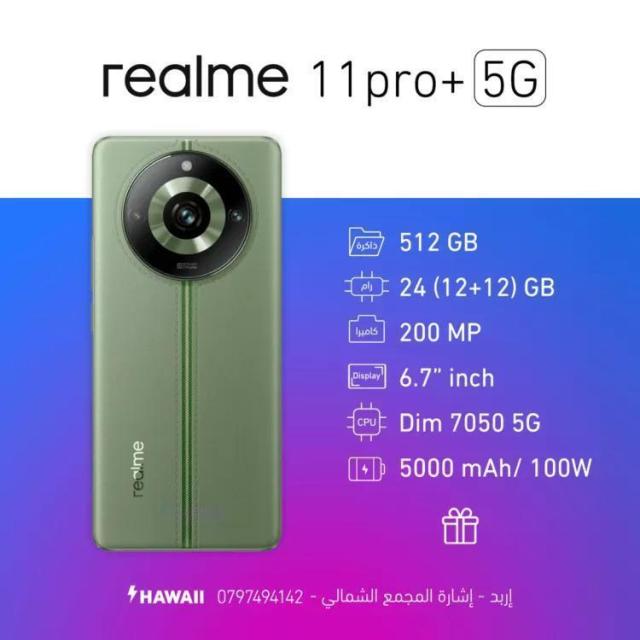 realme 11pro+ 5G
ذاكرة 512 GB
رام 24 (12+12) GB
كاميرا 200 MP
Display 6.7” inch
CPU Dim 7050 5G
5000 mAh/ 100W
realme
إربد - إشارة المجمع الشمالي - 0797494142 HAWAII